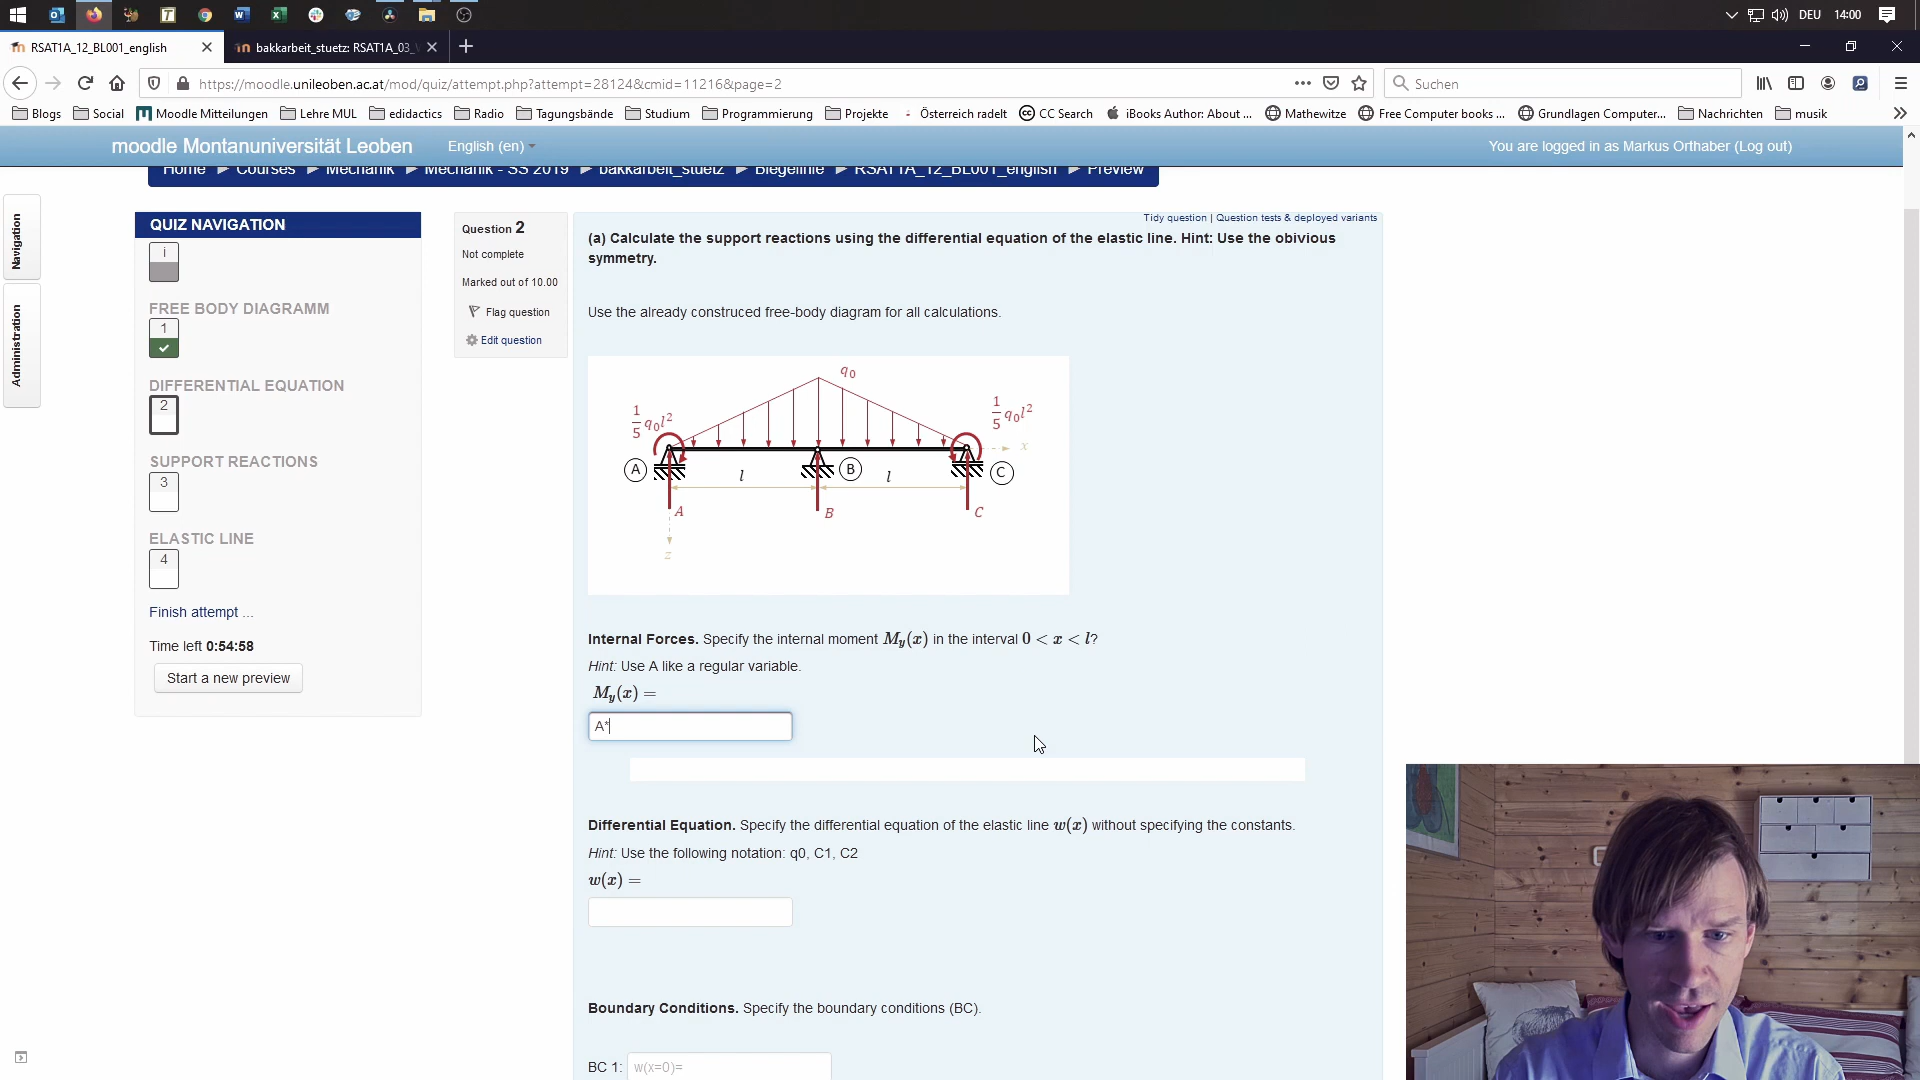 DEU
14:00
RSAT1A_12_BL001_english
bakkarbeit_stuetz: RSAT1A_03_
https://moodle.unileoben.ac.at/mod/quiz/attempt.php?attempt=28124&cmid=11216&page=2
Suchen
Blogs
Social
Moodle Mitteilungen
Lehre MUL
edidactics
Radio
Tagungsbände
Studium
Programmierung
Projekte
Österreich radelt
CC Search
iBooks Author: About ...
Mathewitze
Free Computer books ...
Grundlagen Computer...
Nachrichten
musik
moodle Montanuniversität Leoben
English (en)
You are logged in as Markus Orthaber (Log out)
Home ► Courses ► Mechanik ► Mechanik - SS 2019 ► bakkarbeit_stuetz ► Biegelinie ► RSAT1A_12_BL001_english ► Preview
Navigation
Administration
QUIZ NAVIGATION
i
FREE BODY DIAGRAMM
1
DIFFERENTIAL EQUATION
2
SUPPORT REACTIONS
3
ELASTIC LINE
4
Finish attempt ...
Time left 0:54:58
Start a new preview
Question 2
Not complete
Marked out of 10.00
Flag question
Edit question
Tidy question | Question tests & deployed variants
(a) Calculate the support reactions using the differential equation of the elastic line. Hint: Use the obivious
symmetry.
Use the already construced free-body diagram for all calculations.
q0
1/5 q0l²
1/5 q0l²
x
A
B
C
l
l
A
B
C
z
Internal Forces. Specify the internal moment My(x) in the interval 0 < x < l?
Hint: Use A like a regular variable.
My(x) =
A*
Differential Equation. Specify the differential equation of the elastic line w(x) without specifying the constants.
Hint: Use the following notation: q0, C1, C2
w(x) =
Boundary Conditions. Specify the boundary conditions (BC).
BC 1: w(x=0)=